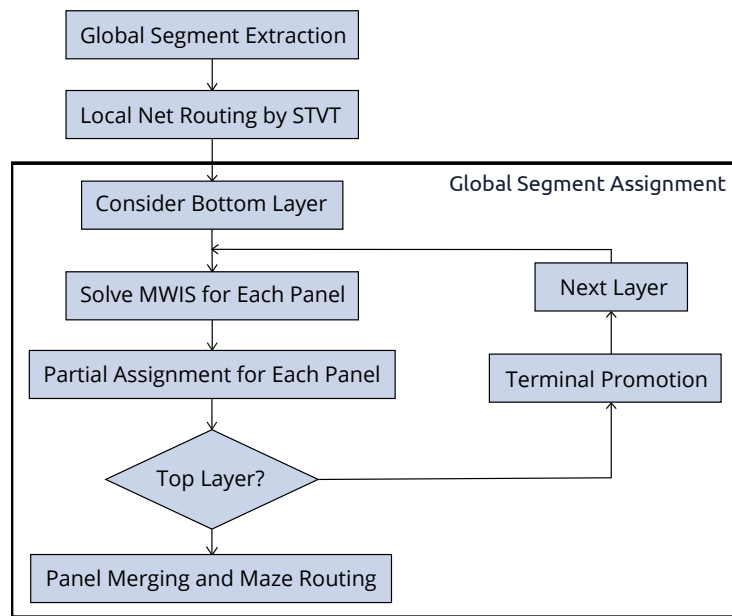 Global Segment Extraction
Local Net Routing by STVT
Global Segment Assignment
Consider Bottom Layer
Solve MWIS for Each Panel
Next Layer
Partial Assignment for Each Panel
Terminal Promotion
Top Layer?
Panel Merging and Maze Routing